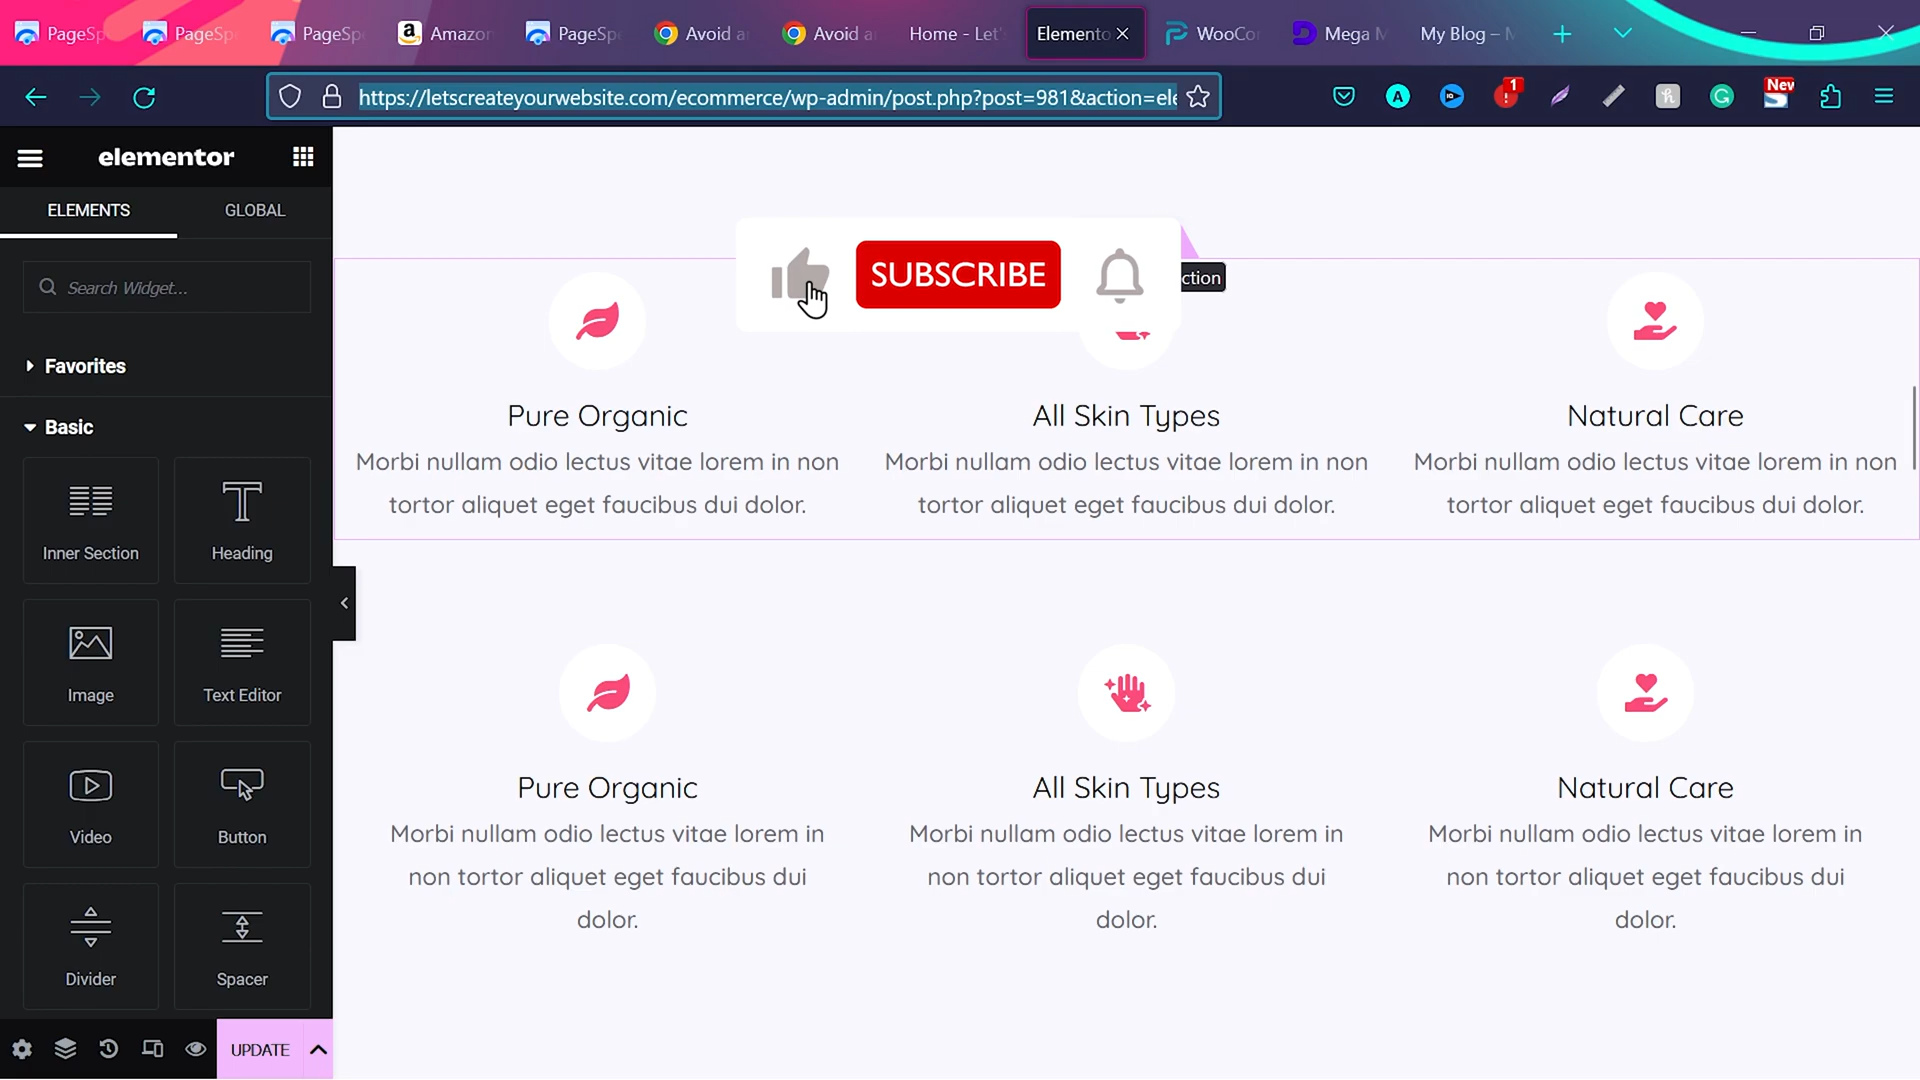 PageSp
PageSpe
PageSpe
Amazon
PageSpe
Avoid a
Avoid a
Home - Let'
Elemento
WooCo
Mega M
My Blog –
https://letscreateyourwebsite.com/ecommerce/wp-admin/post.php?post=981&action=ele
1
New
elementor
ELEMENTS
GLOBAL
Search Widget...
Favorites
Basic
Inner Section
Heading
Image
Text Editor
Video
Button
Divider
Spacer
UPDATE
SUBSCRIBE
ction
Pure Organic
Morbi nullam odio lectus vitae lorem in non
tortor aliquet eget faucibus dui dolor.
All Skin Types
Morbi nullam odio lectus vitae lorem in non
tortor aliquet eget faucibus dui dolor.
Natural Care
Morbi nullam odio lectus vitae lorem in non
tortor aliquet eget faucibus dui dolor.
Pure Organic
Morbi nullam odio lectus vitae lorem in
non tortor aliquet eget faucibus dui
dolor.
All Skin Types
Morbi nullam odio lectus vitae lorem in
non tortor aliquet eget faucibus dui
dolor.
Natural Care
Morbi nullam odio lectus vitae lorem in
non tortor aliquet eget faucibus dui
dolor.